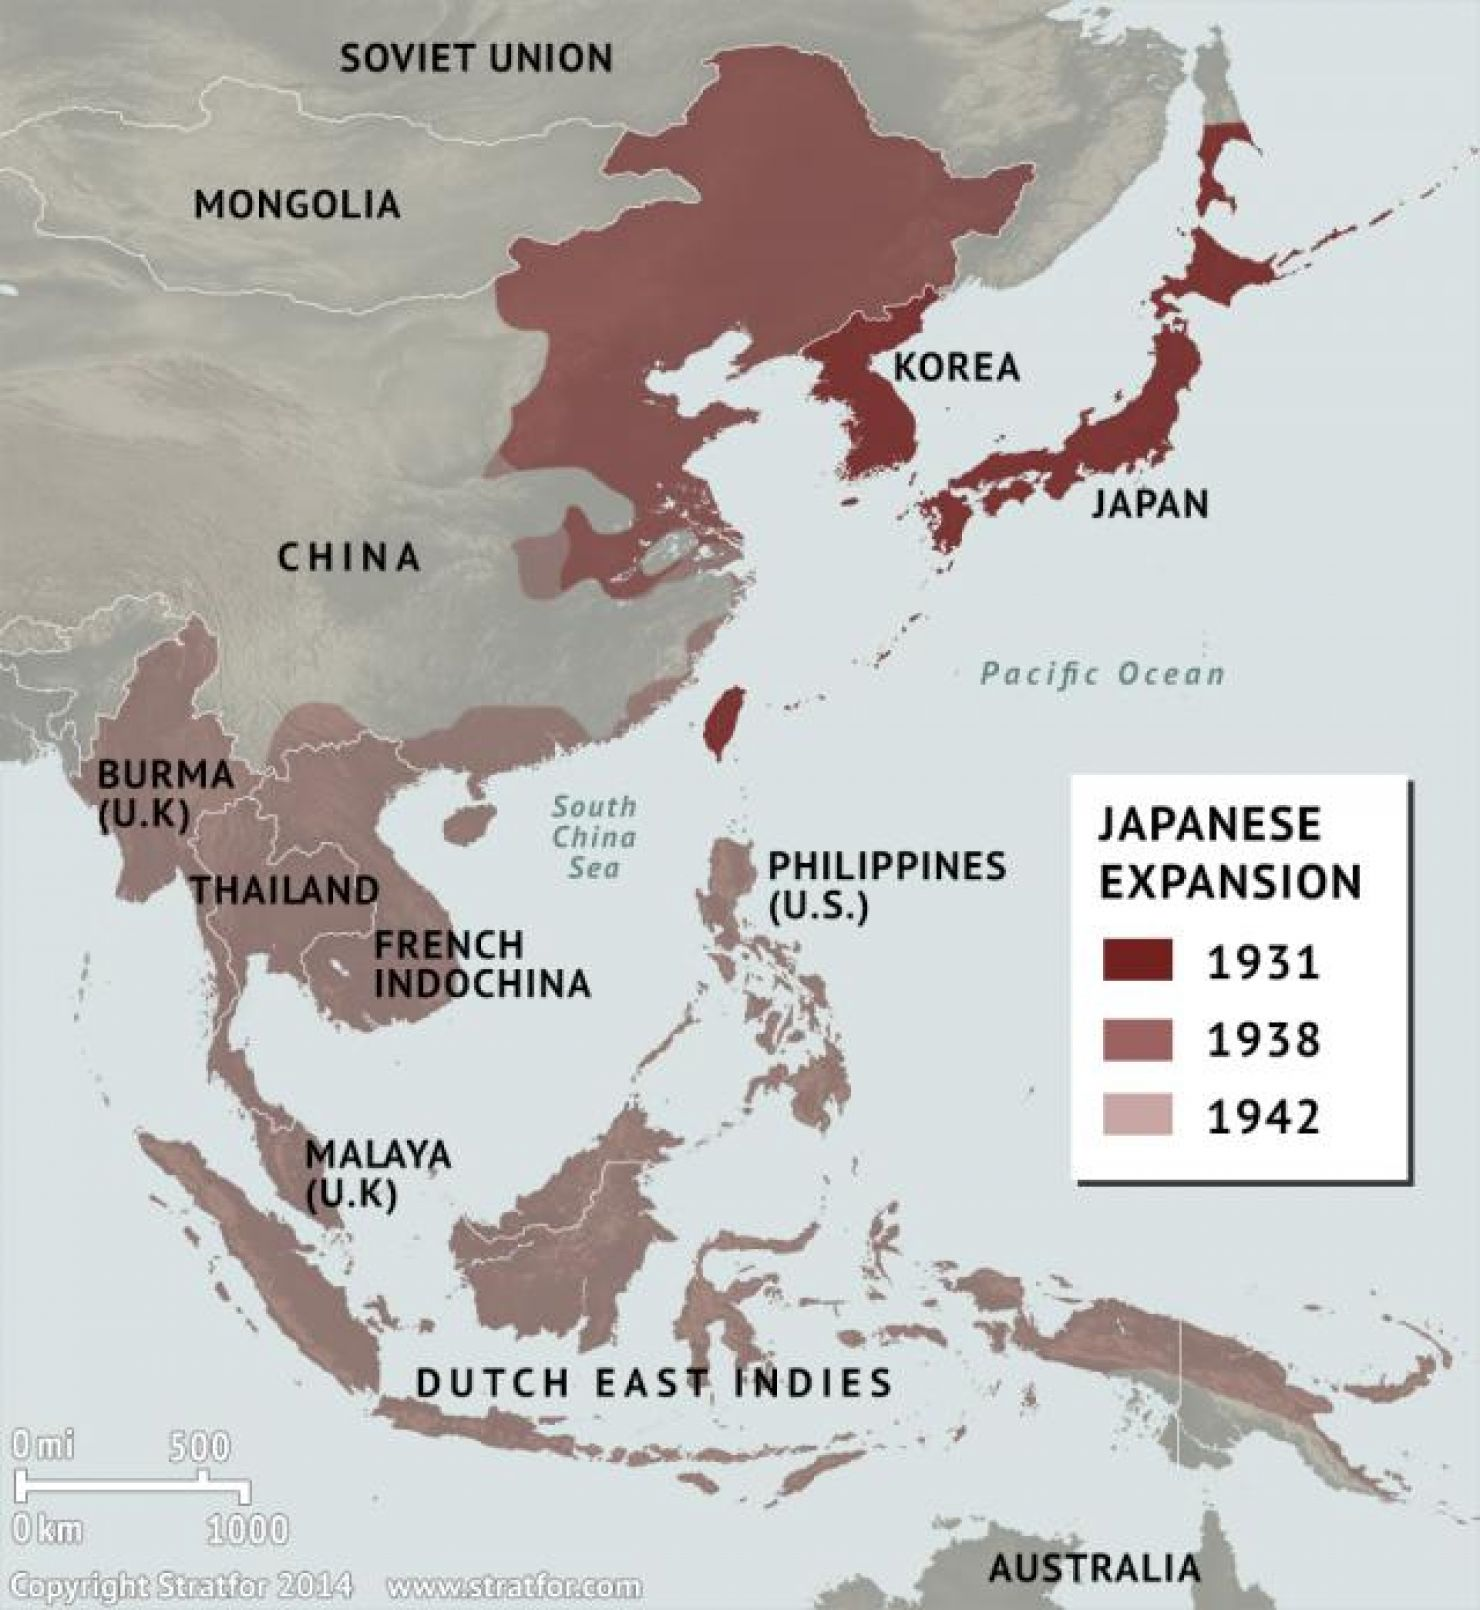 SOVIET UNION
MONGOLIA
KOREA
JAPAN
CHINA
Pacific Ocean
BURMA
(U.K)
South
China
Sea
THAILAND
PHILIPPINES
(U.S.)
FRENCH
INDOCHINA
JAPANESE
EXPANSION
1931
1938
1942
MALAYA
(U.K)
DUTCH EAST INDIES
0 mi 500
0 km 1000
AUSTRALIA
Copyright Stratfor 2014 www.stratfor.com